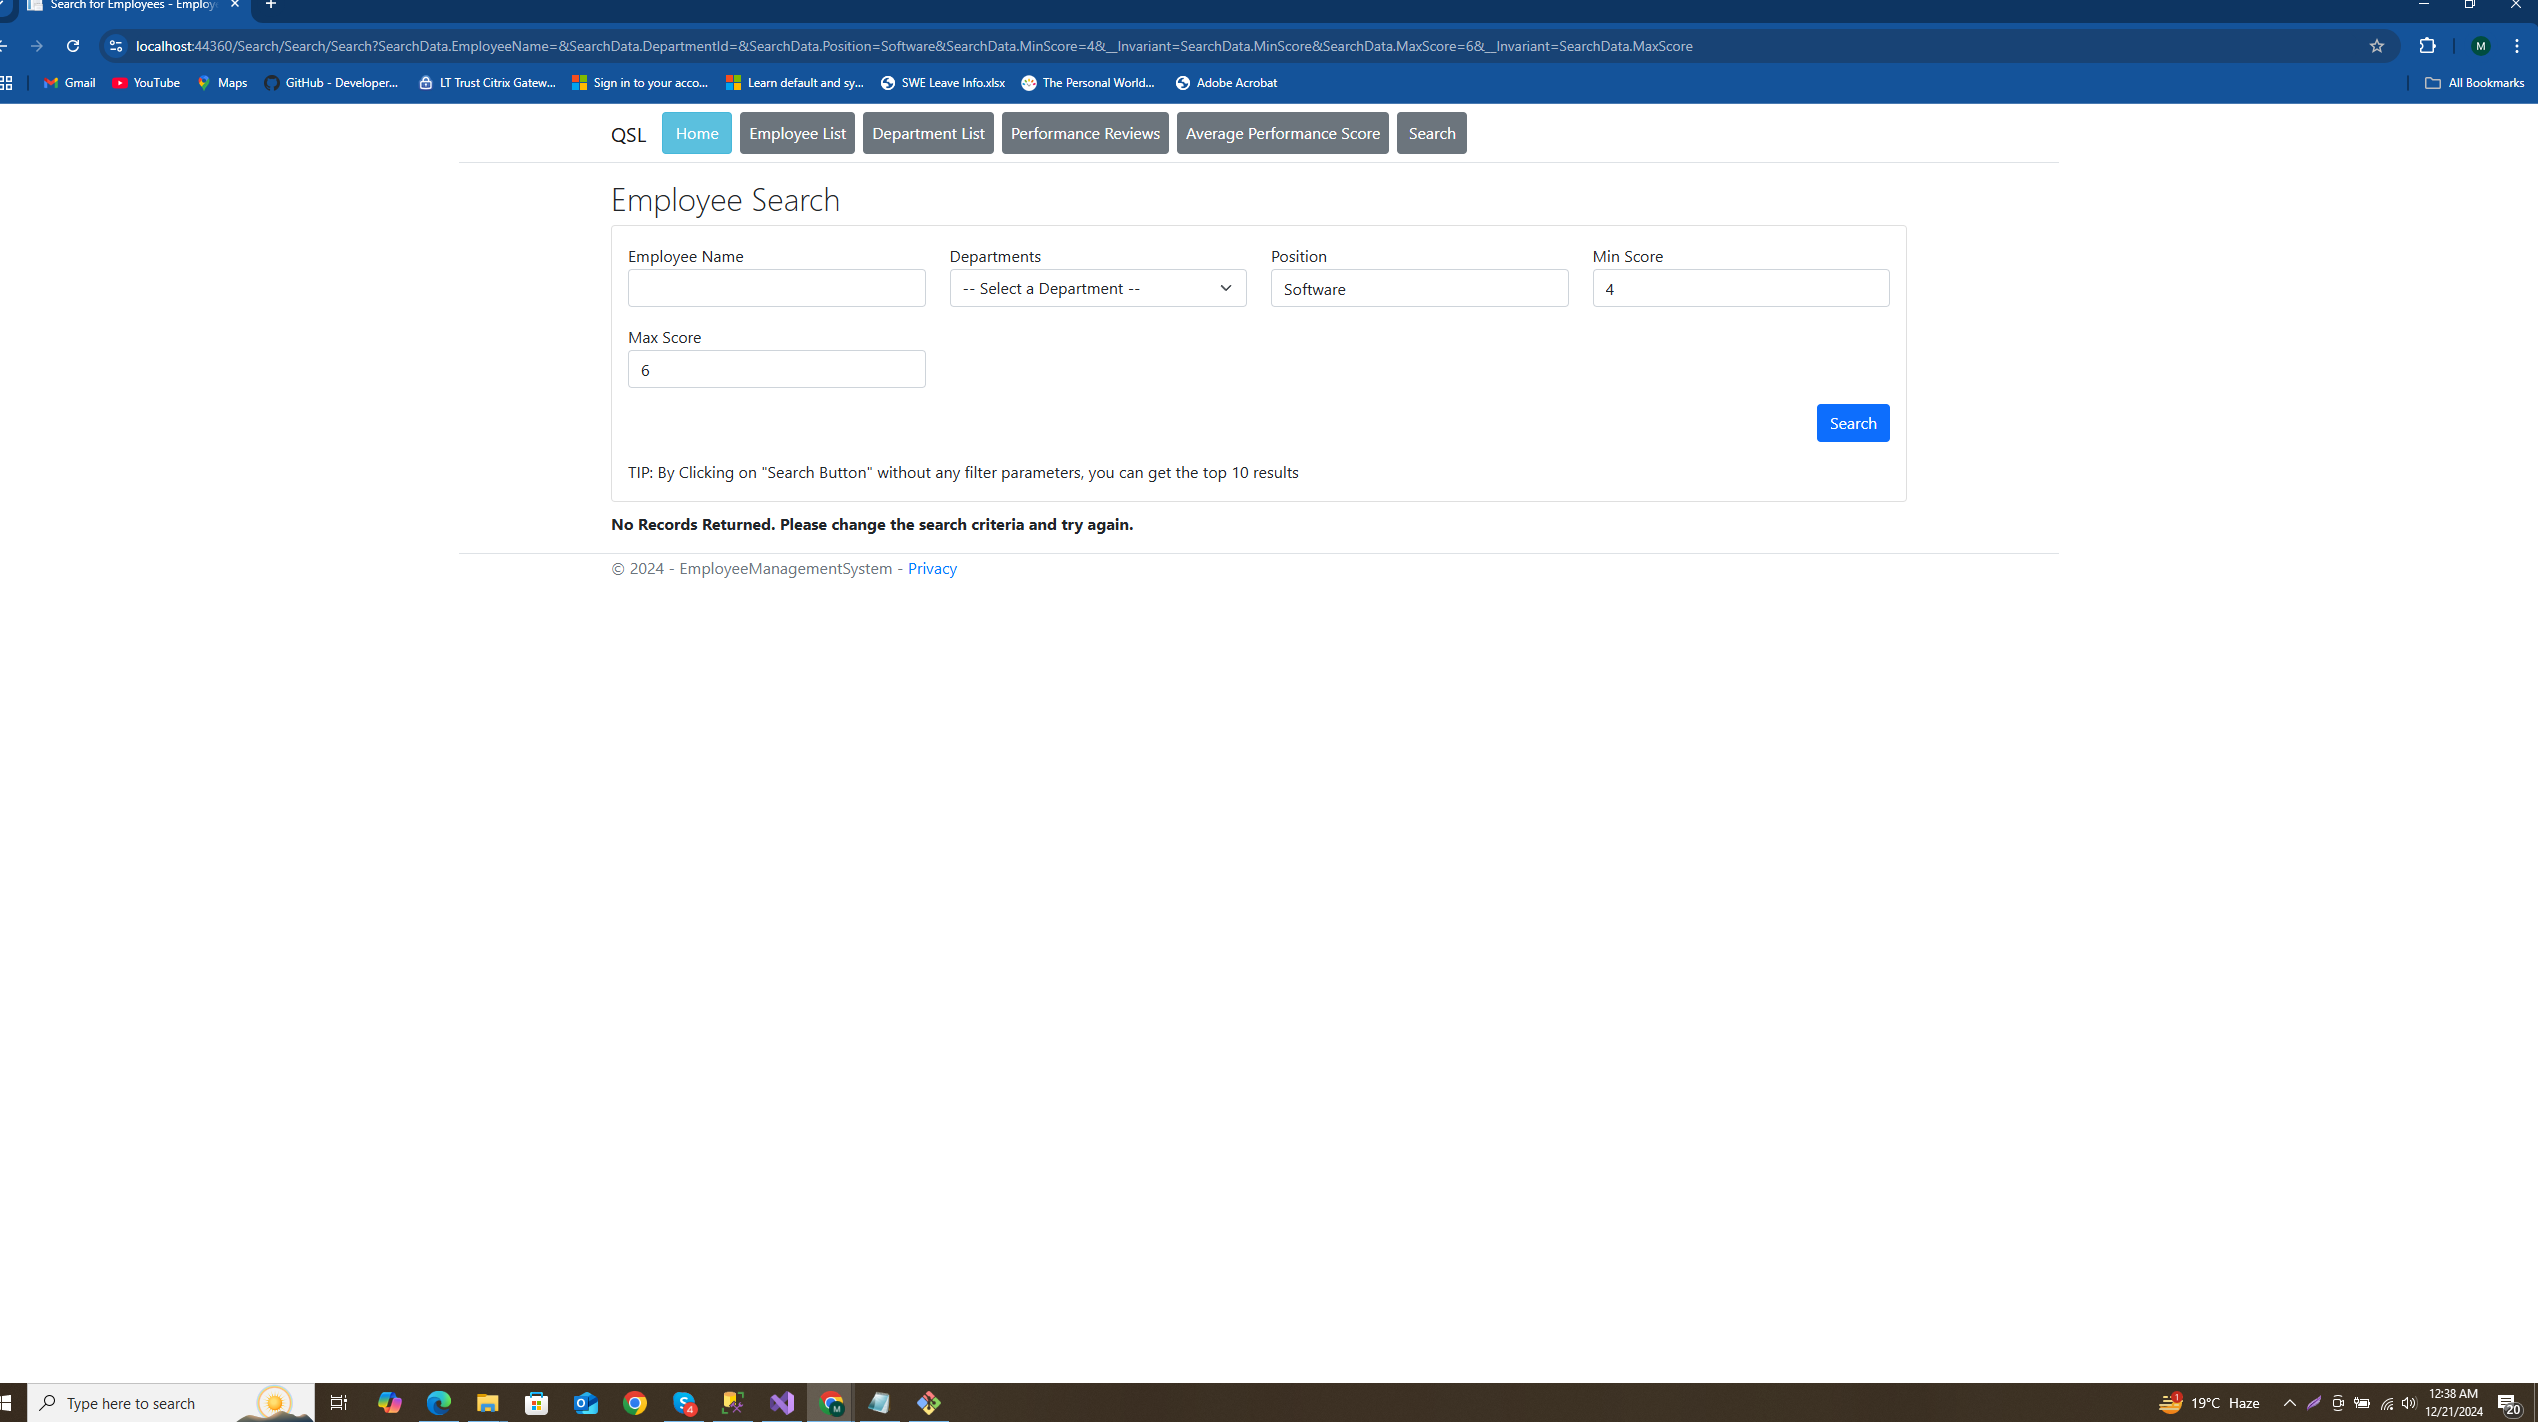 Search for Employees - Employ
localhost:44360/Search/Search/Search?SearchData.EmployeeName=&SearchData.DepartmentId=&SearchData.Position=Software&SearchData.MinScore=4&__Invariant=SearchData.MinScore&SearchData.MaxScore=6&__Invariant=SearchData.MaxScore
M
Gmail YouTube Maps GitHub - Developer... LT Trust Citrix Gatew... Sign in to your acco... Learn default and sy... SWE Leave Info.xlsx The Personal World... Adobe Acrobat All Bookmarks
QSL Home Employee List Department List Performance Reviews Average Performance Score Search
Employee Search
Employee Name Departments Position Min Score
-- Select a Department -- Software 4
Max Score
6
Search
TIP: By Clicking on "Search Button" without any filter parameters, you can get the top 10 results
No Records Returned. Please change the search criteria and try again.
© 2024 - EmployeeManagementSystem - Privacy
Type here to search
4
M
1
19°C Haze
12:38 AM
12/21/2024
20